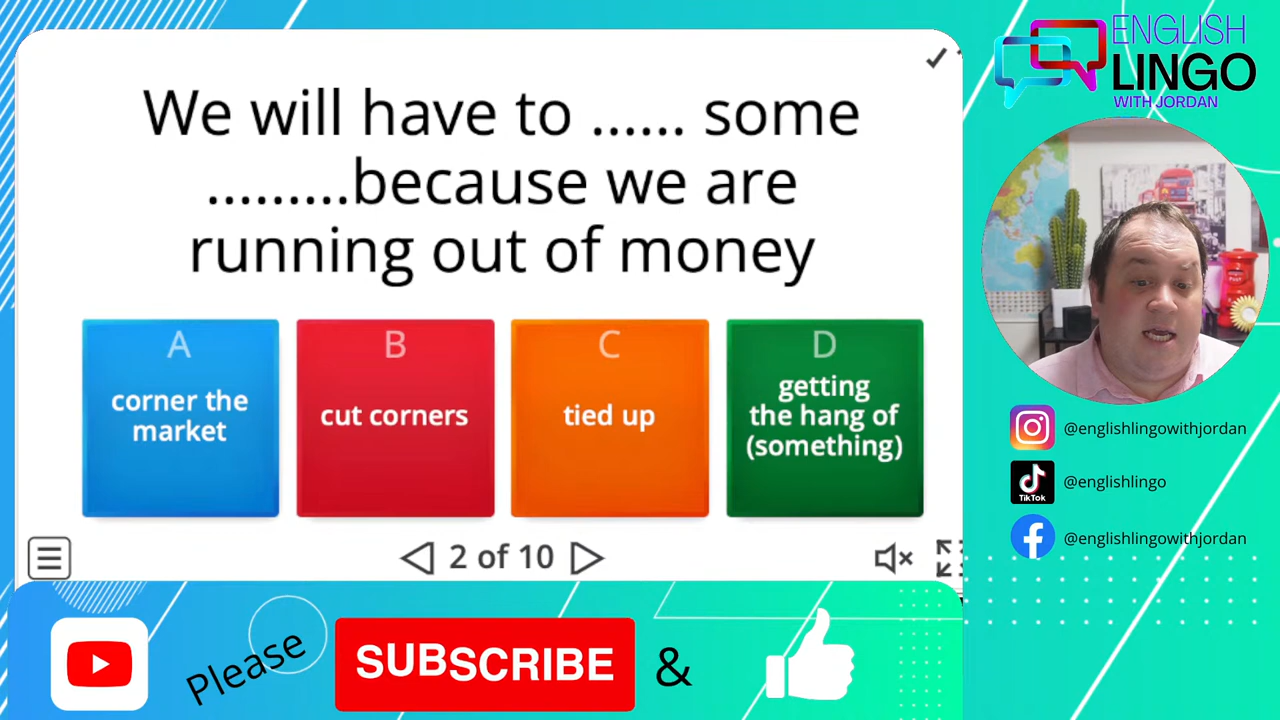 We will have to ...... some
.........because we are
running out of money
A
corner the
market
B
cut corners
C
tied up
D
getting
the hang of
(something)
2 of 10
Please
SUBSCRIBE
&
ENGLISH
LINGO
WITH JORDAN
@englishlingowithjordan
TikTok
@englishlingo
@englishlingowithjordan